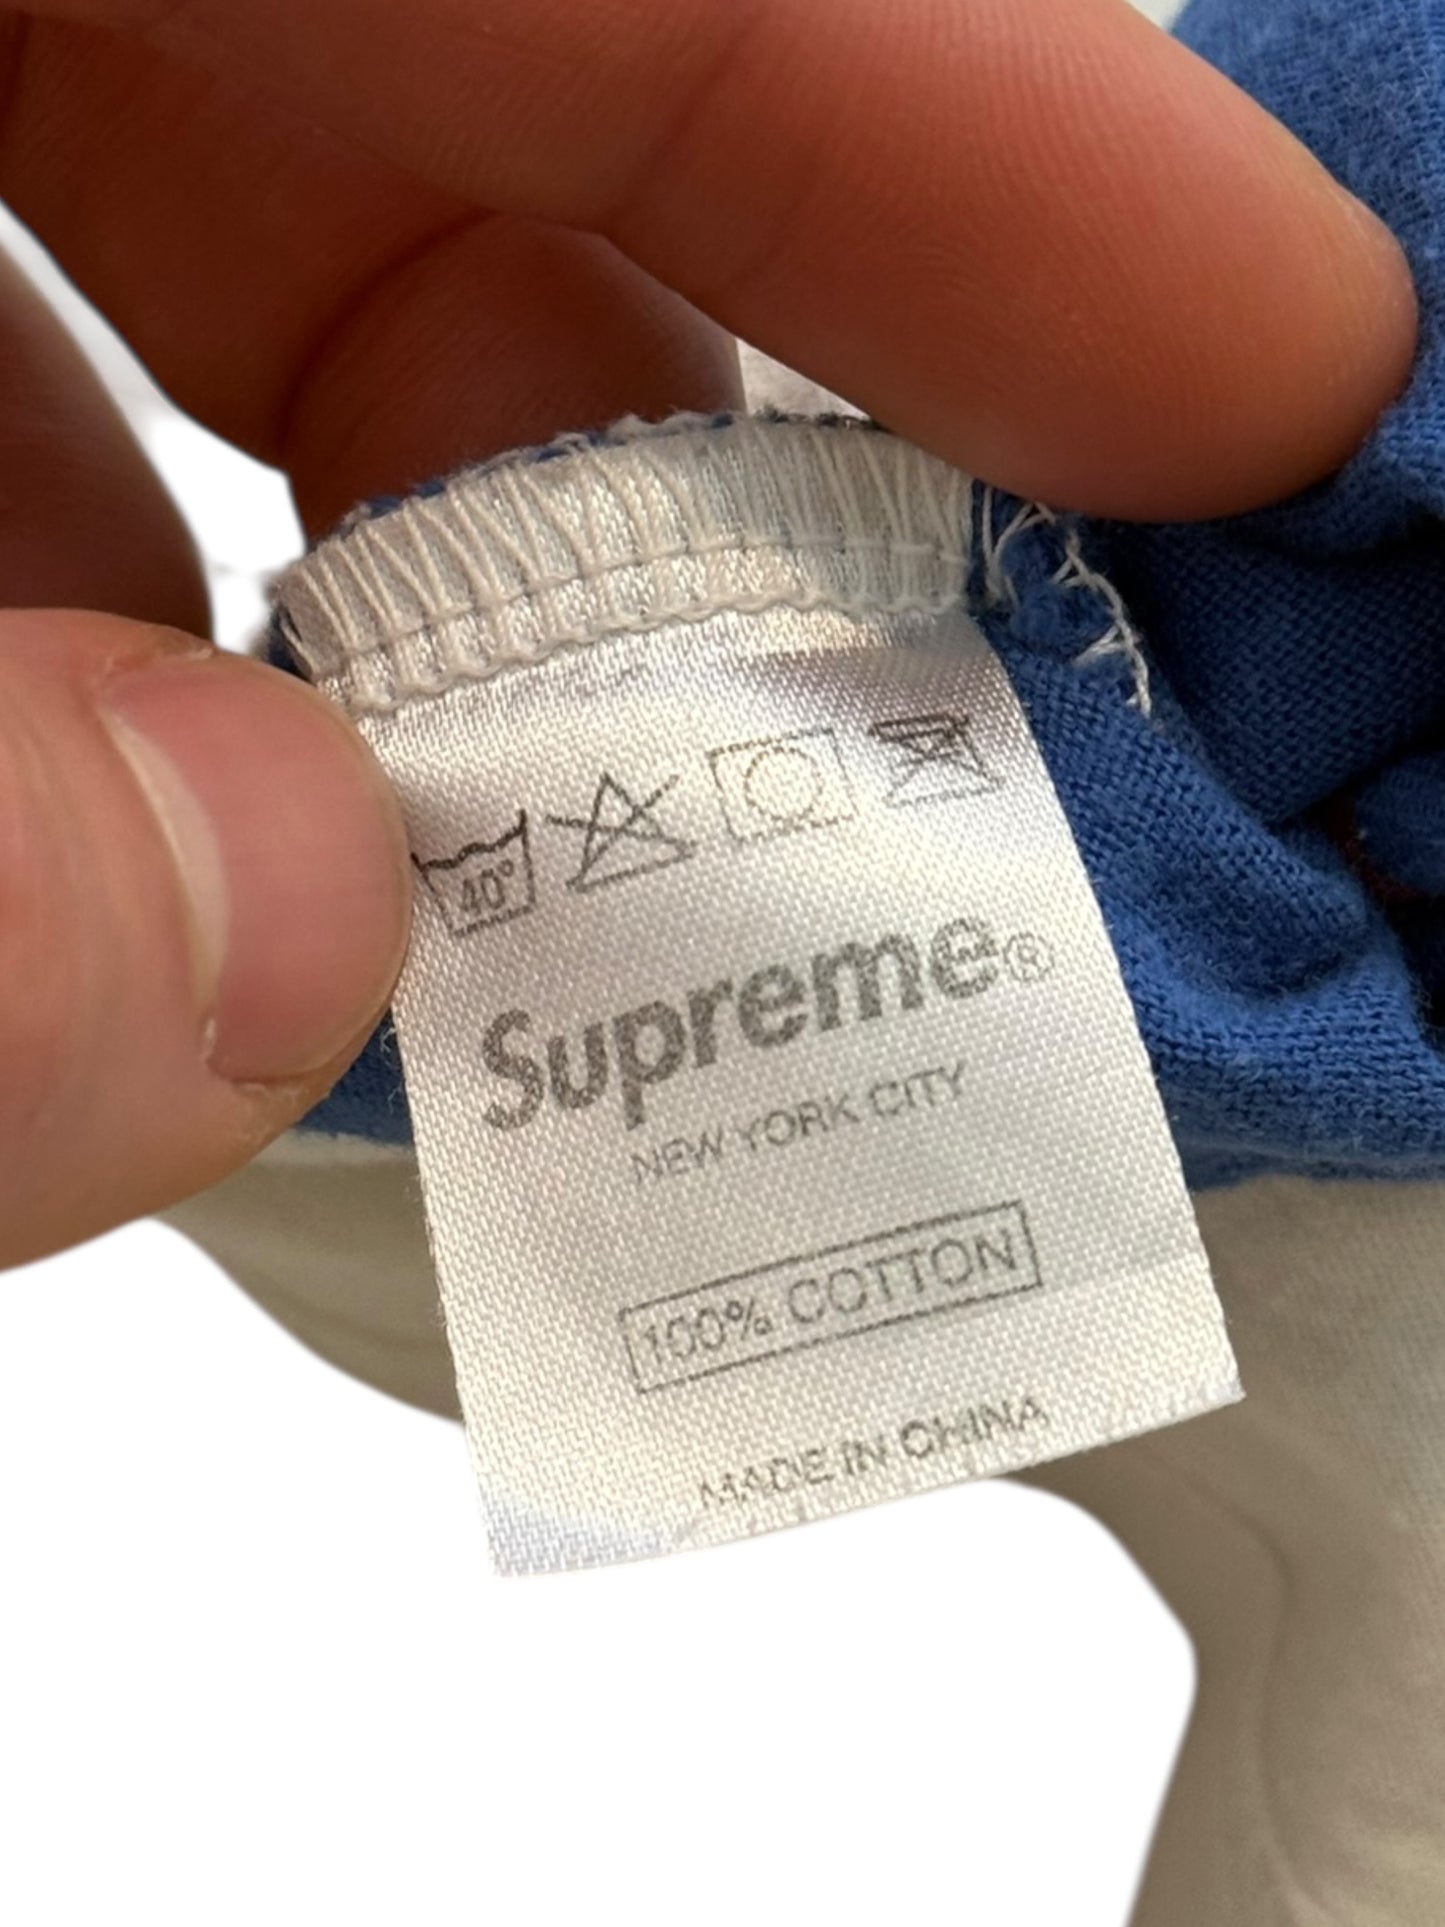 40°
Supreme®
NEW YORK CITY
100% COTTON
MADE IN CHINA